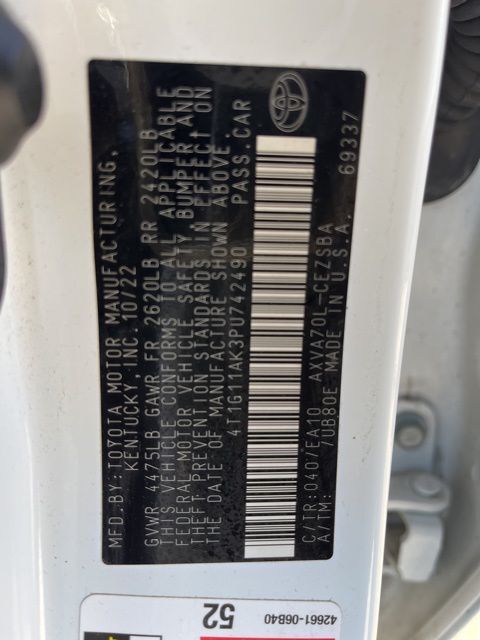 MFD.BY:TOYOTA MOTOR MANUFACTURING,
KENTUCKY, INC. 10/22
GVWR 4475LB GAWR FR 2620LB RR 2420LB
THIS VEHICLE CONFORMS TO ALL APPLICABLE
FEDERAL MOTOR VEHICLE SAFETY, BUMPER, AND
THEFT PREVENTION STANDARDS IN EFFECT ON
THE DATE OF MANUFACTURE SHOWN ABOVE.
4T1G11AK3PU742490 PASS.CAR
C/TR:040/EA10 AXVA70L-CEZSBA
A/TM: /UB80E MADE IN U.S.A. 69337
52
42661-06B40